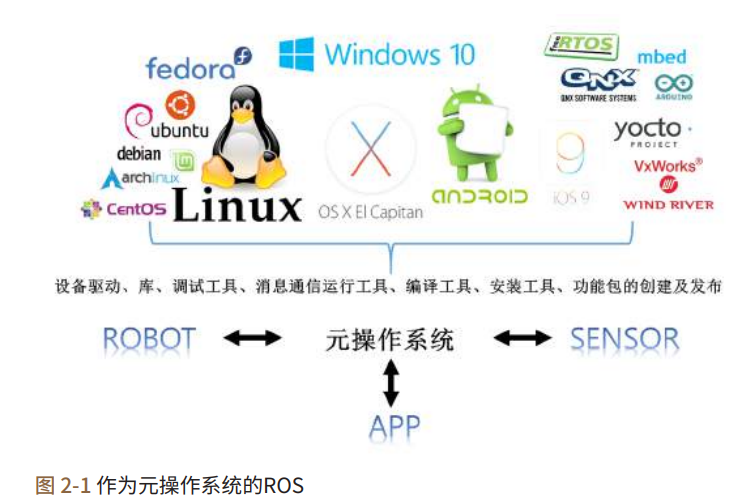 fedora
Windows 10
FreeRTOS
mbed
QNX
QNX SOFTWARE SYSTEMS
ARDUINO
ubuntu
debian
archlinux
CentOS
Linux
OS X El Capitan
ANDROID
9
iOS 9
yocto
PROJECT
VxWorks®
WIND RIVER
设备驱动、库、调试工具、消息通信运行工具、编译工具、安装工具、功能包的创建及发布
ROBOT 元操作系统 SENSOR
APP
图 2-1 作为元操作系统的ROS